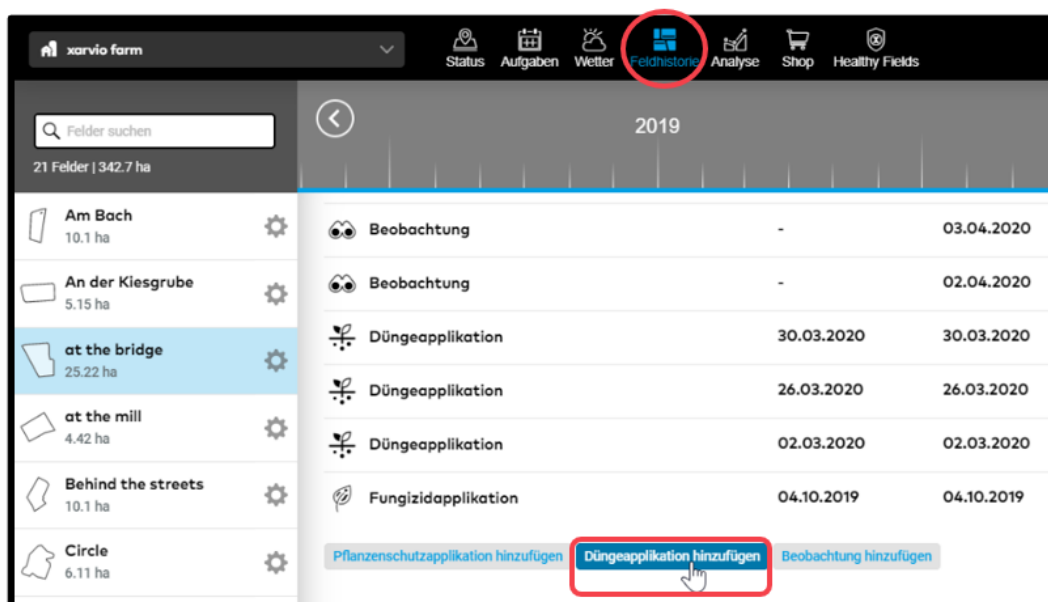 xarvio farm
Status Aufgaben Wetter Feldhistorie Analyse Shop Healthy Fields
Felder suchen
21 Felder | 342.7 ha
2019
Am Bach
10.1 ha
An der Kiesgrube
5.15 ha
at the bridge
25.22 ha
at the mill
4.42 ha
Behind the streets
10.1 ha
Circle
6.11 ha
Beobachtung - 03.04.2020
Beobachtung - 02.04.2020
Düngeapplikation 30.03.2020 30.03.2020
Düngeapplikation 26.03.2020 26.03.2020
Düngeapplikation 02.03.2020 02.03.2020
Fungizidapplikation 04.10.2019 04.10.2019
Pflanzenschutzapplikation hinzufügen Düngeapplikation hinzufügen Beobachtung hinzufügen